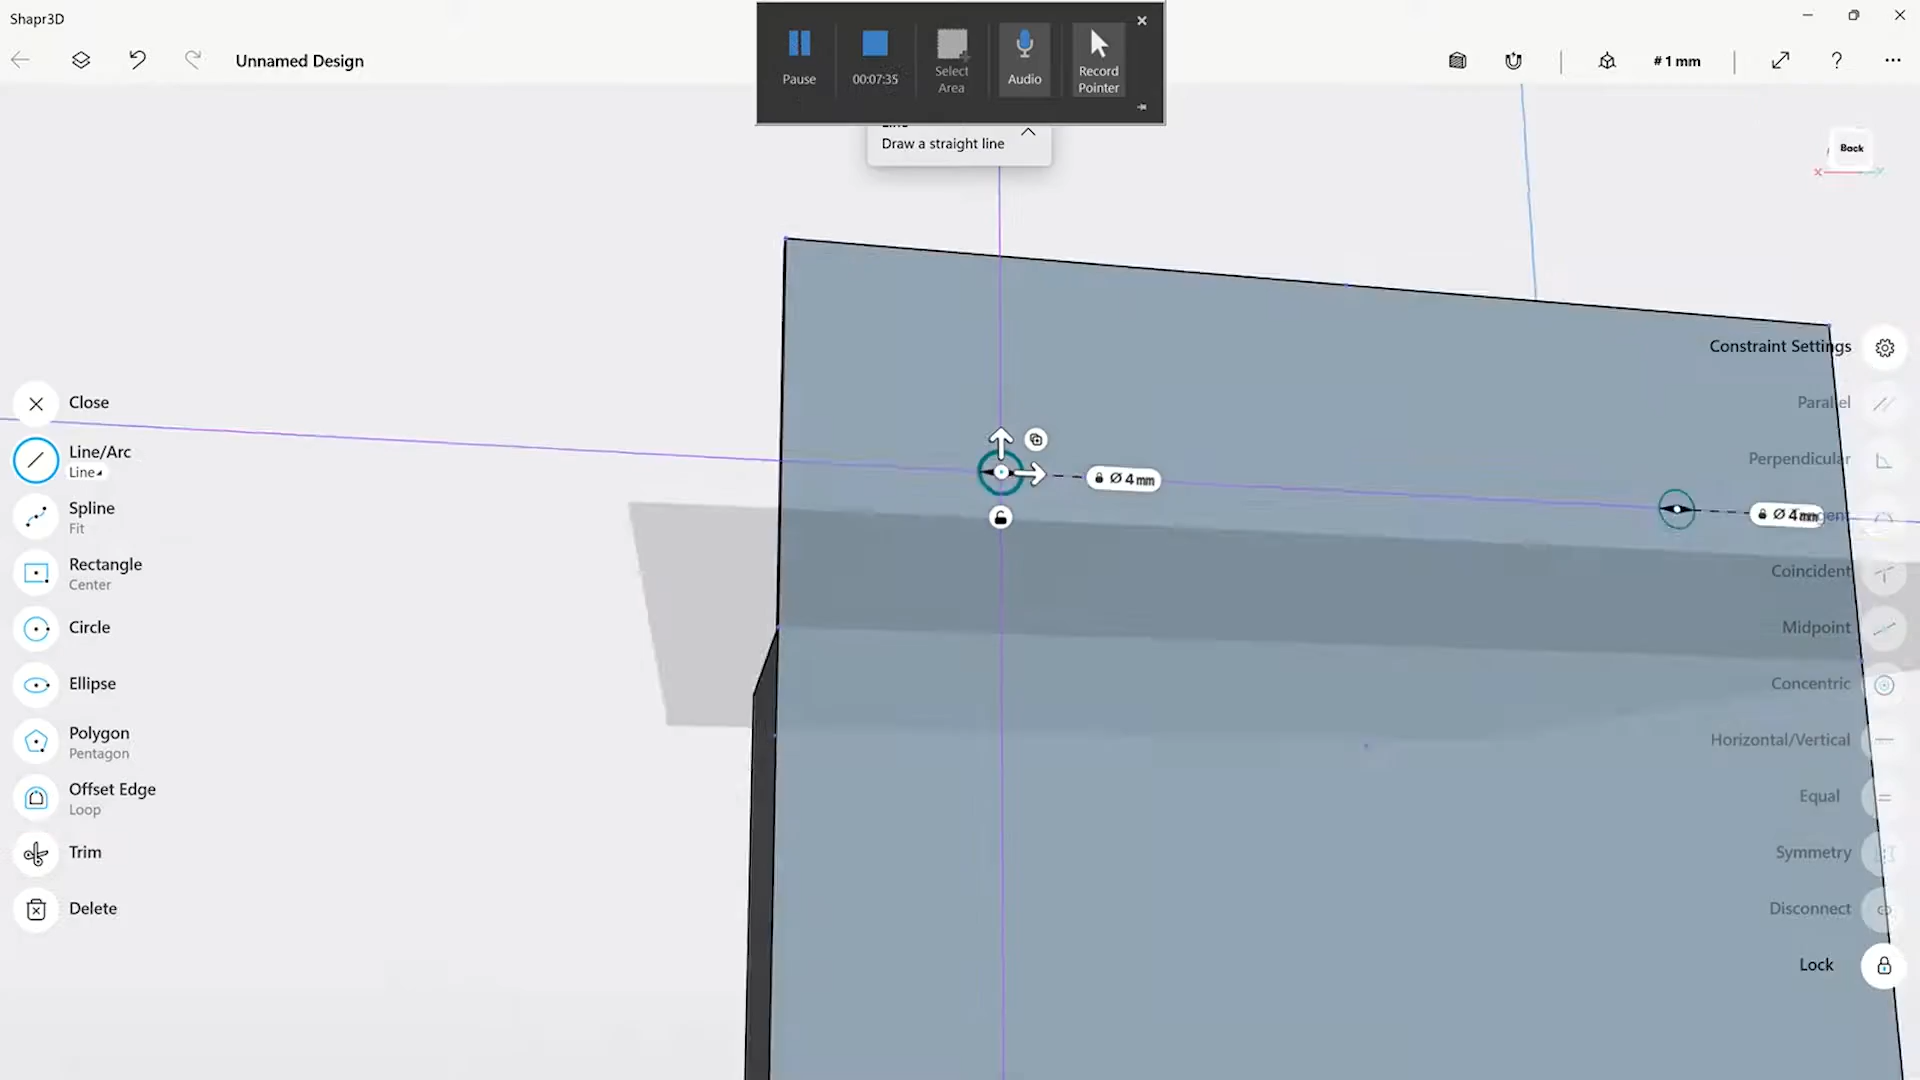 Shapr3D
Unnamed Design
Pause
00:07:35
Select
Area
Audio
Record
Pointer
# 1 mm
Draw a straight line
Back
X
Constraint Settings
Parallel
Perpendicular
Coincident
Midpoint
Concentric
Horizontal/Vertical
Equal
Symmetry
Disconnect
Lock
Close
Line/Arc
Line
Spline
Fit
Rectangle
Center
Circle
Ellipse
Polygon
Pentagon
Offset Edge
Loop
Trim
Delete
Ø 4 mm
Ø 4 mm